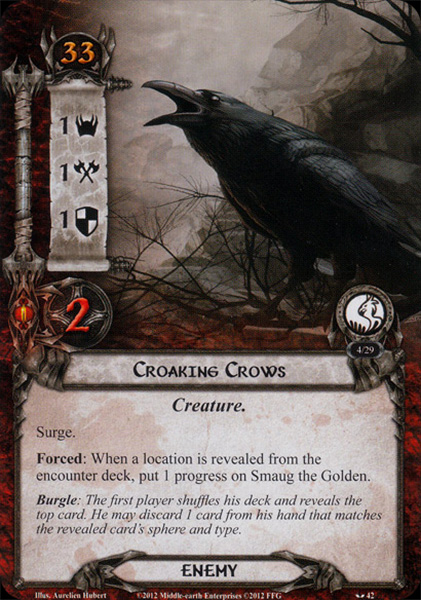 33
1
1
1
2
4/29
CROAKING CROWS
Creature.
Surge.
Forced: When a location is revealed from the
encounter deck, put 1 progress on Smaug the Golden.
Burgle: The first player shuffles his deck and reveals the
top card. He may discard 1 card from his hand that matches
the revealed card's sphere and type.
ENEMY
Illus. Aurelien Hubert ©2012 Middle-earth Enterprises ©2012 FFG 42